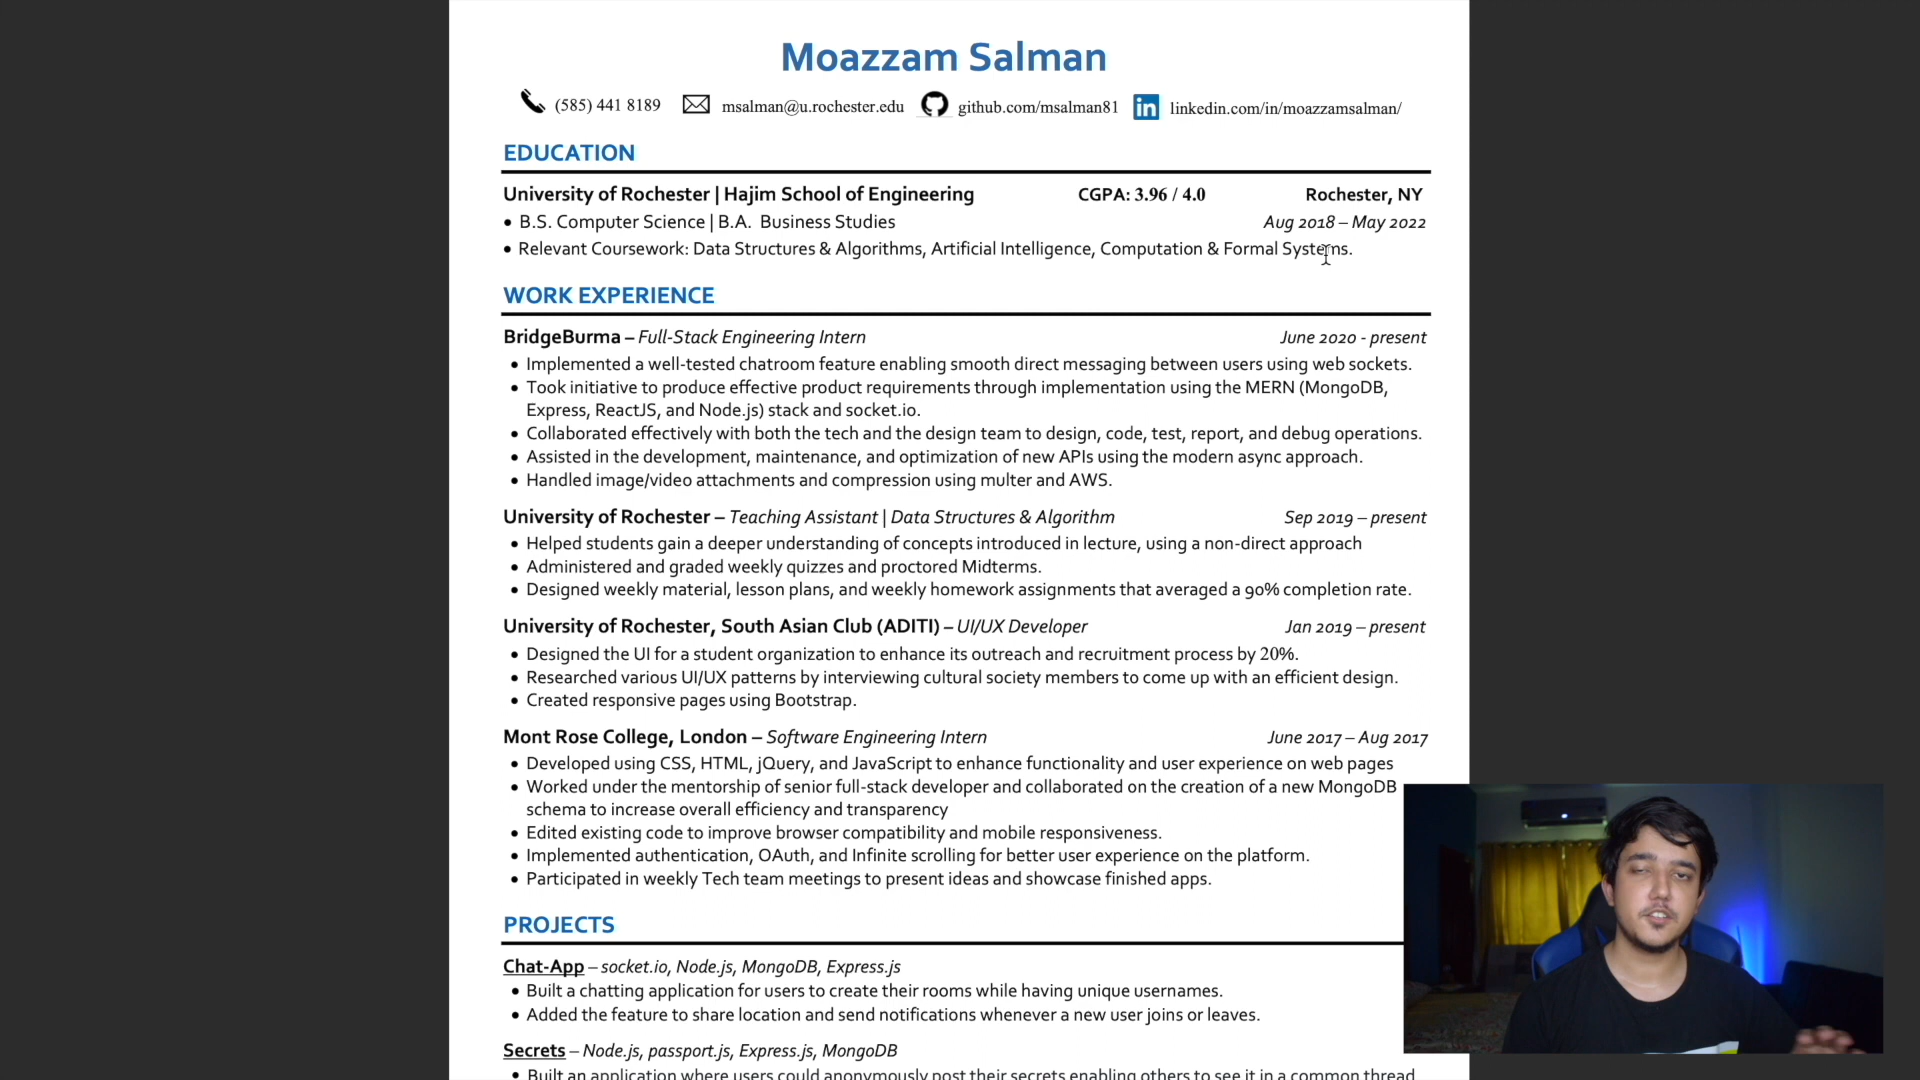 Moazzam Salman
(585) 441 8189 msalman@u.rochester.edu github.com/msalman81 in linkedin.com/in/moazzamsalman/
EDUCATION
University of Rochester | Hajim School of Engineering CGPA: 3.96 / 4.0 Rochester, NY
• B.S. Computer Science | B.A. Business Studies Aug 2018 – May 2022
• Relevant Coursework: Data Structures & Algorithms, Artificial Intelligence, Computation & Formal Systems.
WORK EXPERIENCE
BridgeBurma – Full-Stack Engineering Intern June 2020 - present
• Implemented a well-tested chatroom feature enabling smooth direct messaging between users using web sockets.
• Took initiative to produce effective product requirements through implementation using the MERN (MongoDB,
Express, ReactJS, and Node.js) stack and socket.io.
• Collaborated effectively with both the tech and the design team to design, code, test, report, and debug operations.
• Assisted in the development, maintenance, and optimization of new APIs using the modern async approach.
• Handled image/video attachments and compression using multer and AWS.
University of Rochester – Teaching Assistant | Data Structures & Algorithm Sep 2019 – present
• Helped students gain a deeper understanding of concepts introduced in lecture, using a non-direct approach
• Administered and graded weekly quizzes and proctored Midterms.
• Designed weekly material, lesson plans, and weekly homework assignments that averaged a 90% completion rate.
University of Rochester, South Asian Club (ADITI) – UI/UX Developer Jan 2019 – present
• Designed the UI for a student organization to enhance its outreach and recruitment process by 20%.
• Researched various UI/UX patterns by interviewing cultural society members to come up with an efficient design.
• Created responsive pages using Bootstrap.
Mont Rose College, London – Software Engineering Intern June 2017 – Aug 2017
• Developed using CSS, HTML, jQuery, and JavaScript to enhance functionality and user experience on web pages
• Worked under the mentorship of senior full-stack developer and collaborated on the creation of a new MongoDB
schema to increase overall efficiency and transparency
• Edited existing code to improve browser compatibility and mobile responsiveness.
• Implemented authentication, OAuth, and Infinite scrolling for better user experience on the platform.
• Participated in weekly Tech team meetings to present ideas and showcase finished apps.
PROJECTS
Chat-App – socket.io, Node.js, MongoDB, Express.js
• Built a chatting application for users to create their rooms while having unique usernames.
• Added the feature to share location and send notifications whenever a new user joins or leaves.
Secrets – Node.js, passport.js, Express.js, MongoDB
• Built an application where users could anonymously post their secrets enabling others to see it in a common thread